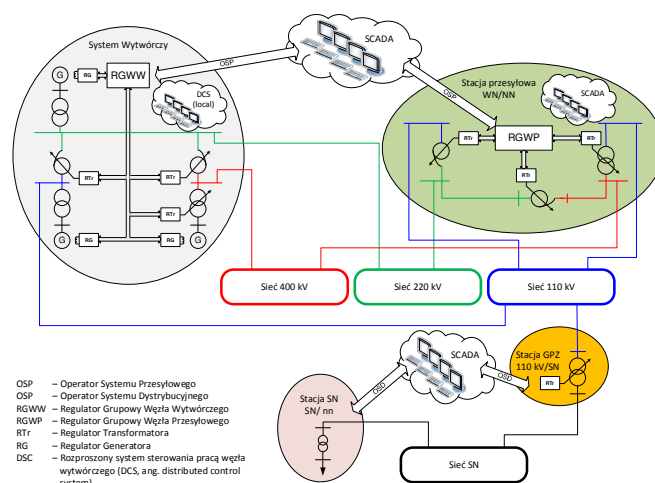 System Wytwórczy
SCADA
OSP
OSP
G
RG
RGWW
DCS
(local)
Stacja przesyłowa
WN/NN
SCADA
RTr
RGWP
RTr
RTr
RTr
RTr
RTr
G
RG
RG
G
Sieć 400 kV
Sieć 220 kV
Sieć 110 kV
SCADA
OSD
OSD
Stacja GPZ
110 kV/SN
RTr
Stacja SN
SN/ nn
Sieć SN
OSP – Operator Systemu Przesyłowego
OSP – Operator Systemu Dystrybucyjnego
RGWW – Regulator Grupowy Węzła Wytwórczego
RGWP – Regulator Grupowy Węzła Przesyłowego
RTr – Regulator Transformatora
RG – Regulator Generatora
DSC – Rozproszony system sterowania pracą węzła
wytwórczego (DCS, ang. distributed control
system)